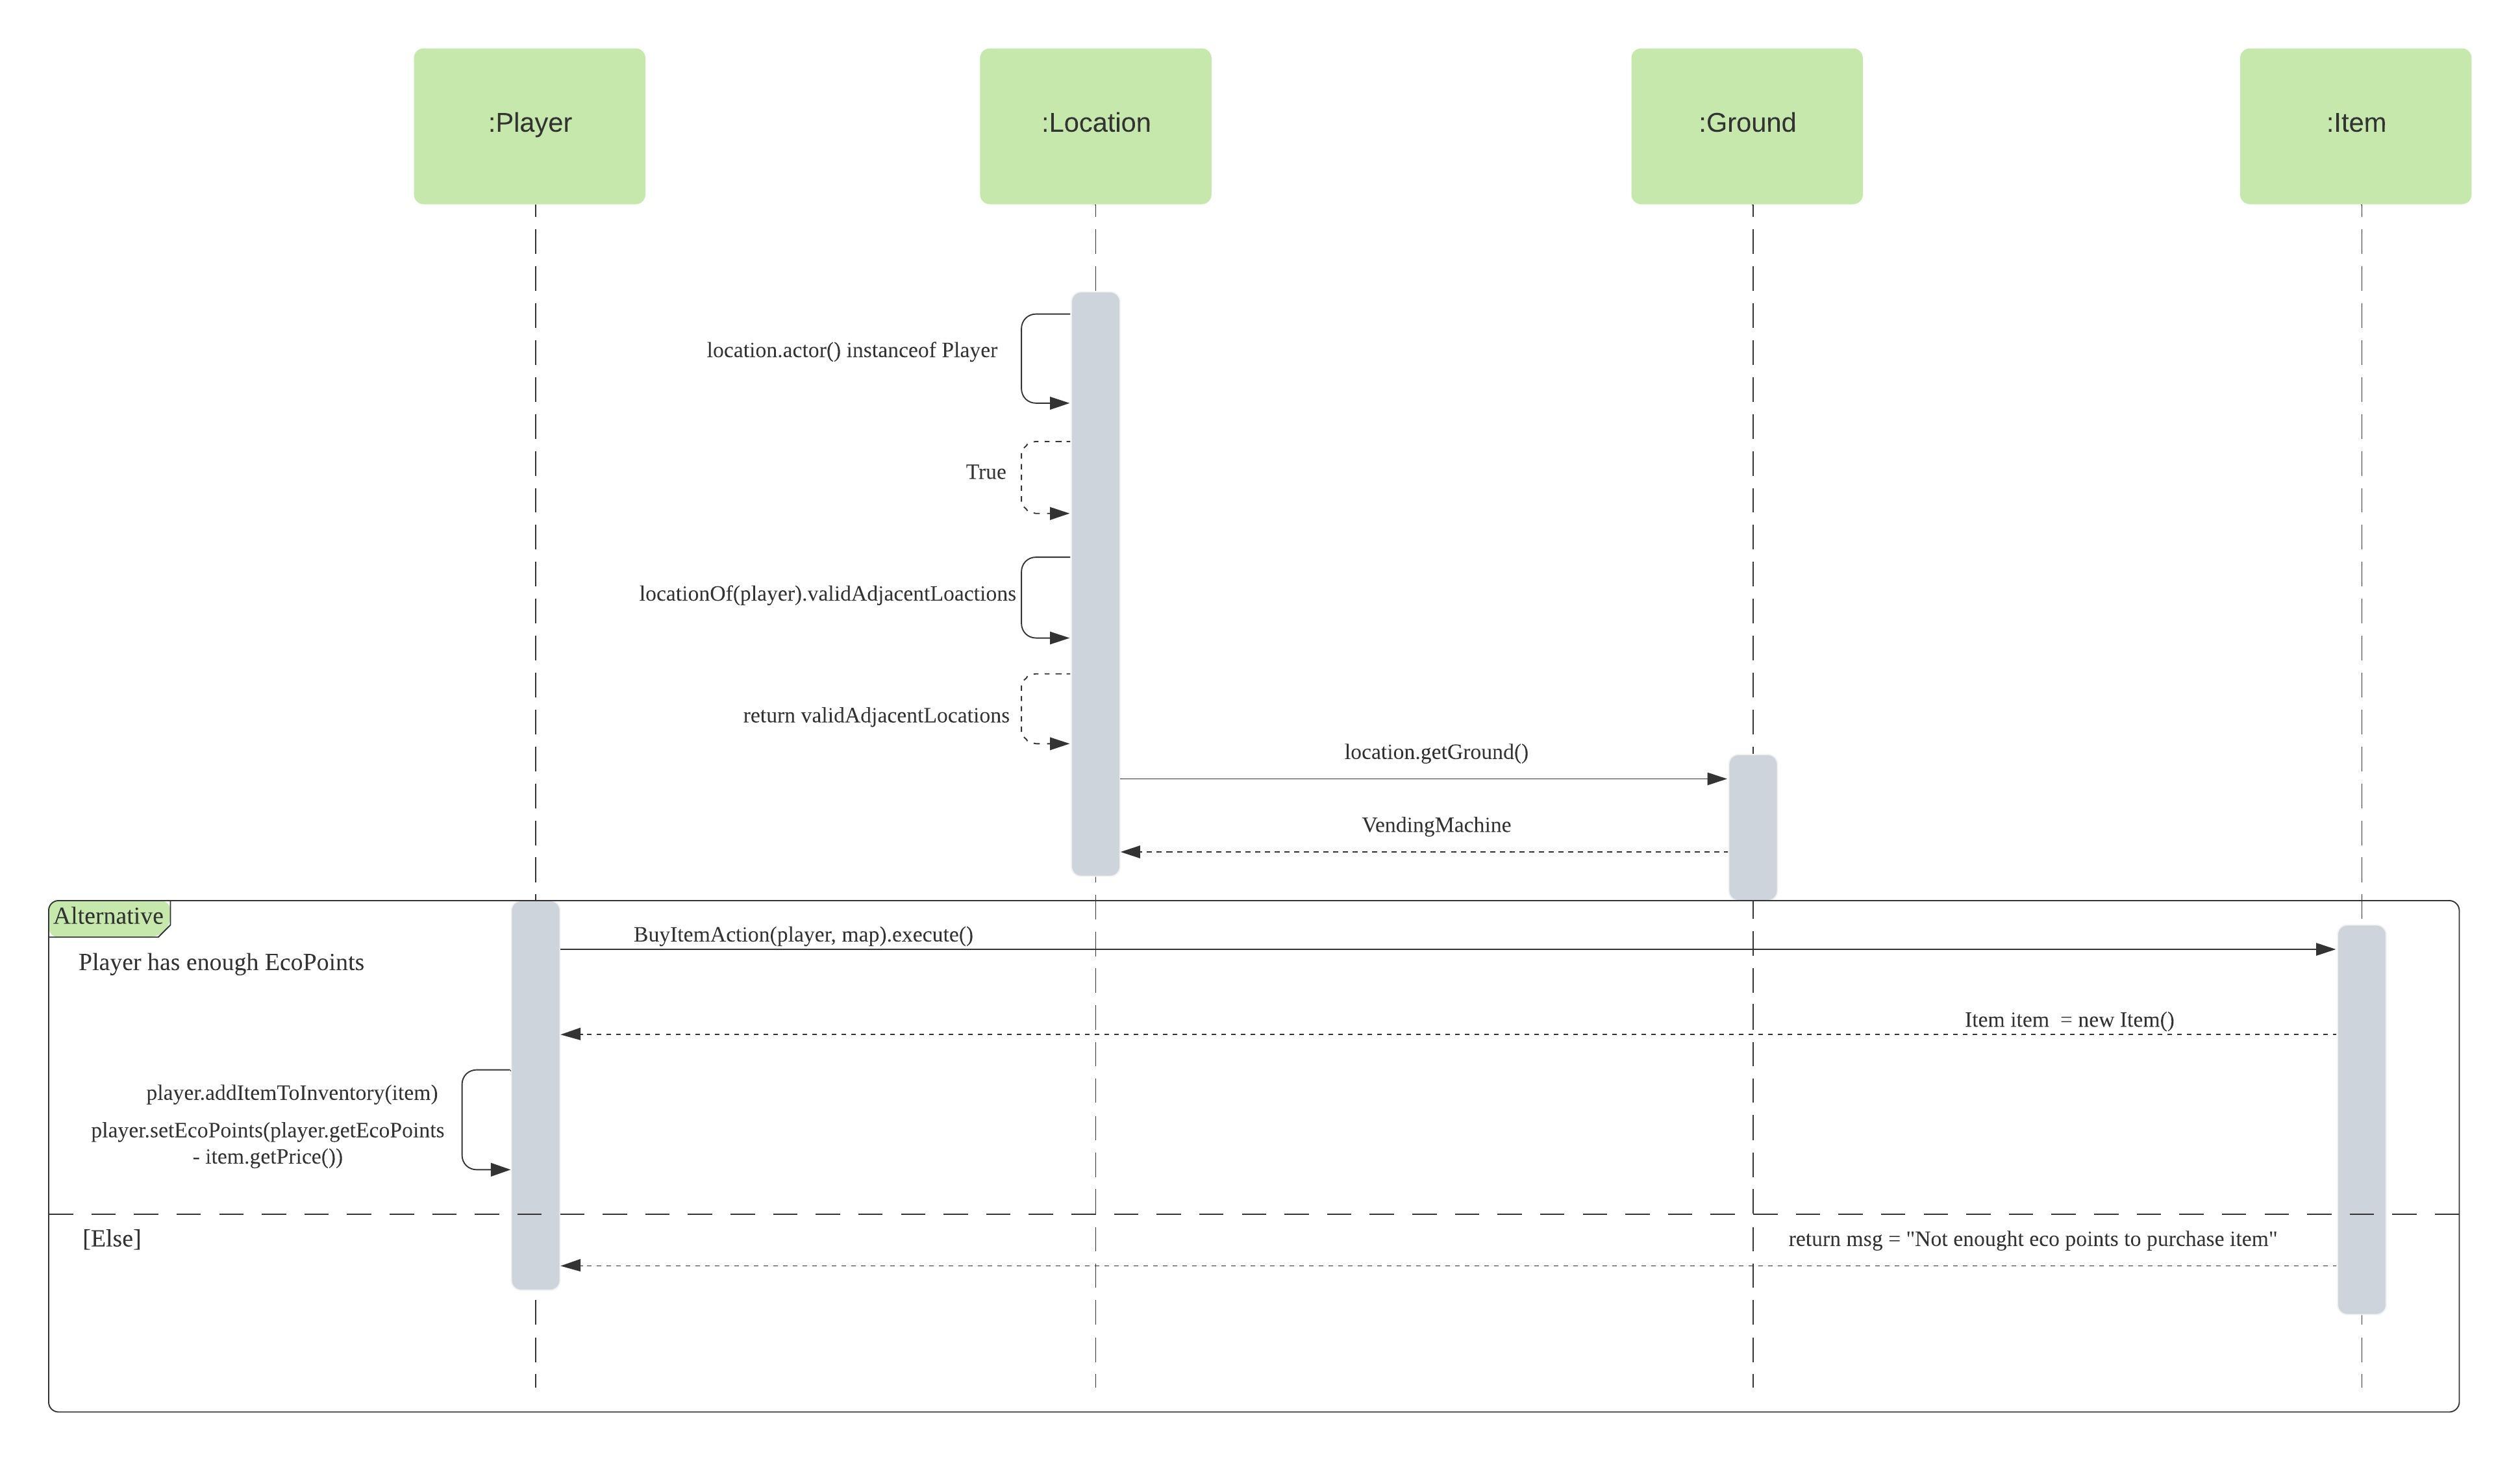 :Player
:Location
:Ground
:Item
location.actor() instanceof Player
True
locationOf(player).validAdjacentLoactions
return validAdjacentLocations
location.getGround()
VendingMachine
Alternative
BuyItemAction(player, map).execute()
Player has enough EcoPoints
Item item  = new Item()
player.addItemToInventory(item)
player.setEcoPoints(player.getEcoPoints
- item.getPrice())
[Else]
return msg = "Not enought eco points to purchase item"